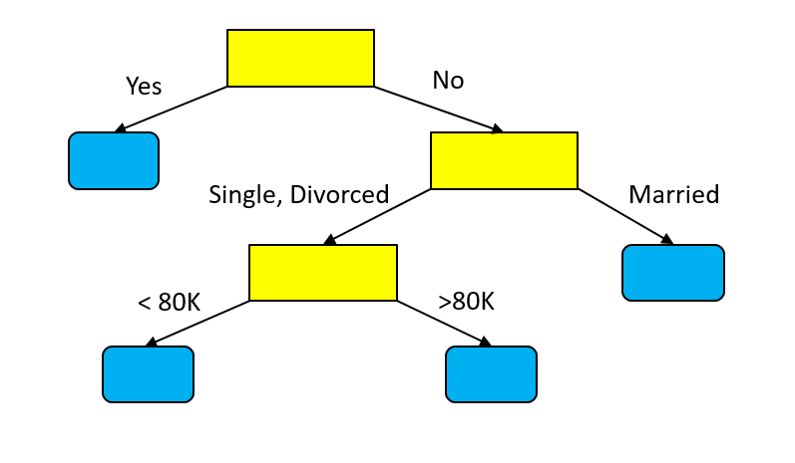 Yes
No
Single, Divorced
Married
< 80K
>80K